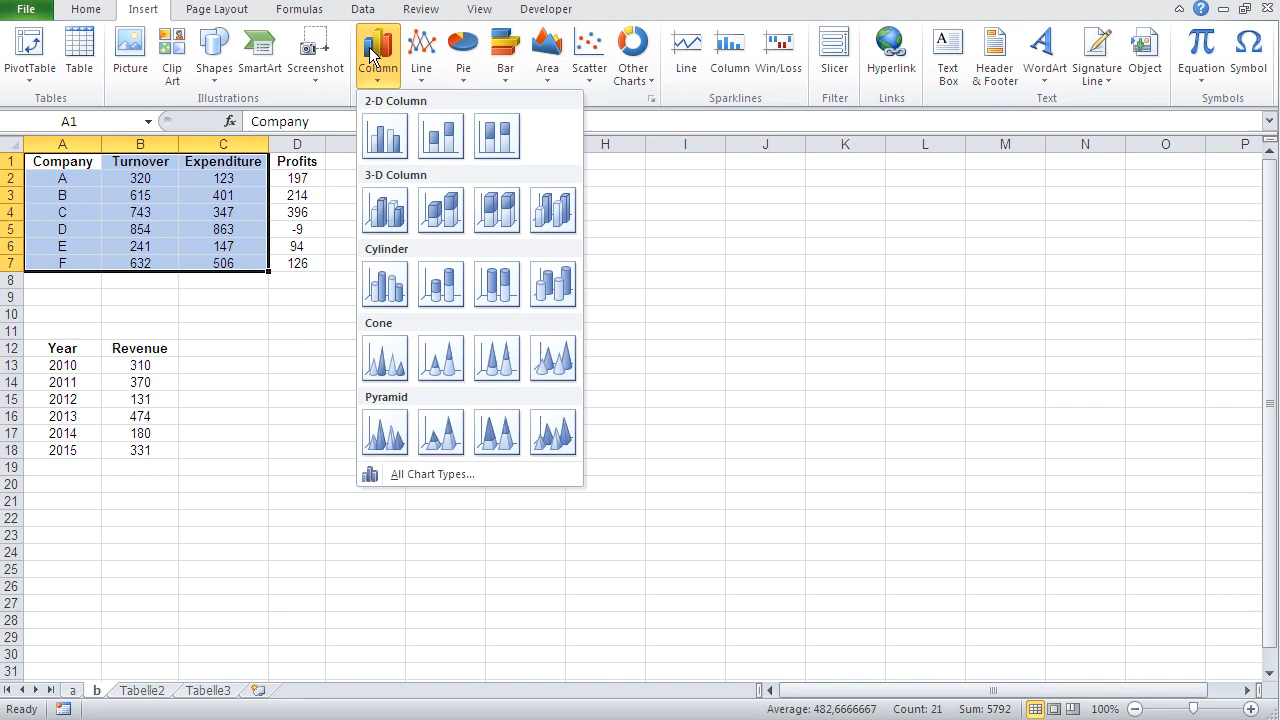 File Home Insert Page Layout Formulas Data Review View Developer
PivotTable Table Picture Clip Art Shapes SmartArt Screenshot Column Line Pie Bar Area Scatter Other Charts Line Column Win/Loss Slicer Hyperlink Text Box Header & Footer WordArt Signature Line Object Equation Symbol
Tables Illustrations Sparklines Filter Links Text Symbols
A1 fx Company
A B C D H I J K L M N O P
1 Company Turnover Expenditure Profits
2 A 320 123 197
3 B 615 401 214
4 C 743 347 396
5 D 854 863 -9
6 E 241 147 94
7 F 632 506 126
8
9
10
11
12 Year Revenue
13 2010 310
14 2011 370
15 2012 131
16 2013 474
17 2014 180
18 2015 331
19
20
21
22
23
24
25
26
27
28
29
30
31
2-D Column
3-D Column
Cylinder
Cone
Pyramid
All Chart Types...
a b Tabelle2 Tabelle3
Ready Average: 482,6666667 Count: 21 Sum: 5792 100%